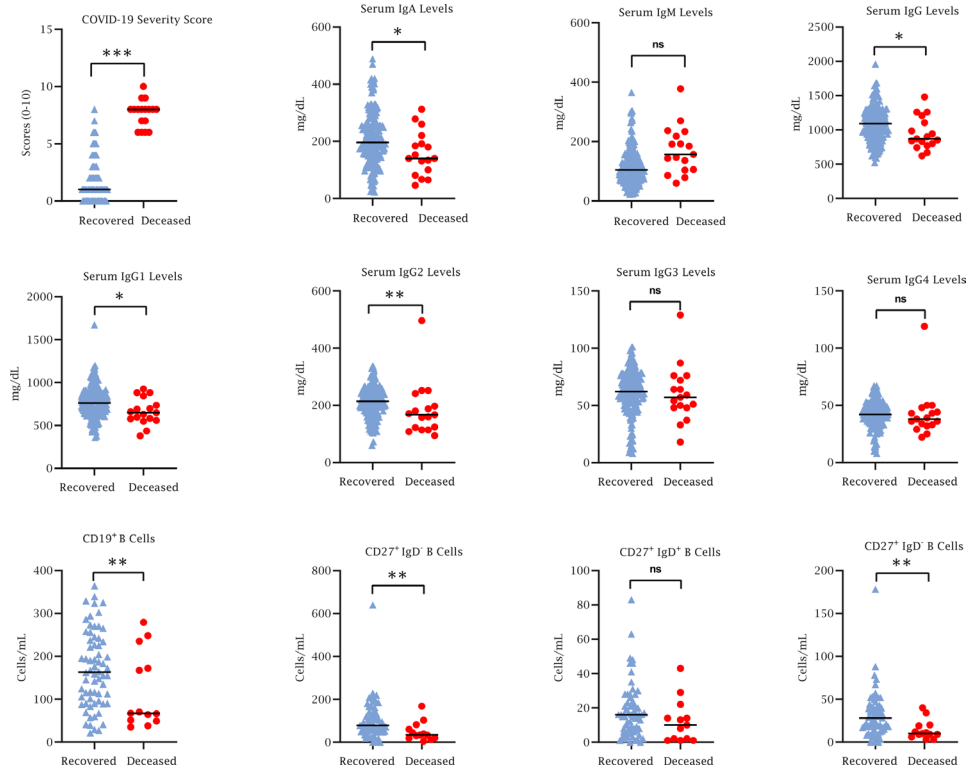 COVID-19 Severity Score
***
Scores (0-10)
15
10
5
0
Recovered Deceased
Serum IgA Levels
*
mg/dL
600
400
200
0
Recovered Deceased
Serum IgM Levels
ns
mg/dL
600
400
200
0
Recovered Deceased
Serum IgG Levels
*
mg/dL
2500
2000
1500
1000
500
0
Recovered Deceased
Serum IgG1 Levels
*
mg/dL
2000
1500
1000
500
0
Recovered Deceased
Serum IgG2 Levels
**
mg/dL
600
400
200
0
Recovered Deceased
Serum IgG3 Levels
ns
mg/dL
150
100
50
0
Recovered Deceased
Serum IgG4 Levels
ns
mg/dL
150
100
50
0
Recovered Deceased
CD19⁺ B Cells
**
Cells/mL
400
300
200
100
0
Recovered Deceased
CD27⁺ IgD⁻ B Cells
**
Cells/mL
800
600
400
200
0
Recovered Deceased
CD27⁺ IgD⁺ B Cells
ns
Cells/mL
100
80
60
40
20
0
Recovered Deceased
CD27⁺ IgD⁻ B Cells
**
Cells/mL
200
150
100
50
0
Recovered Deceased